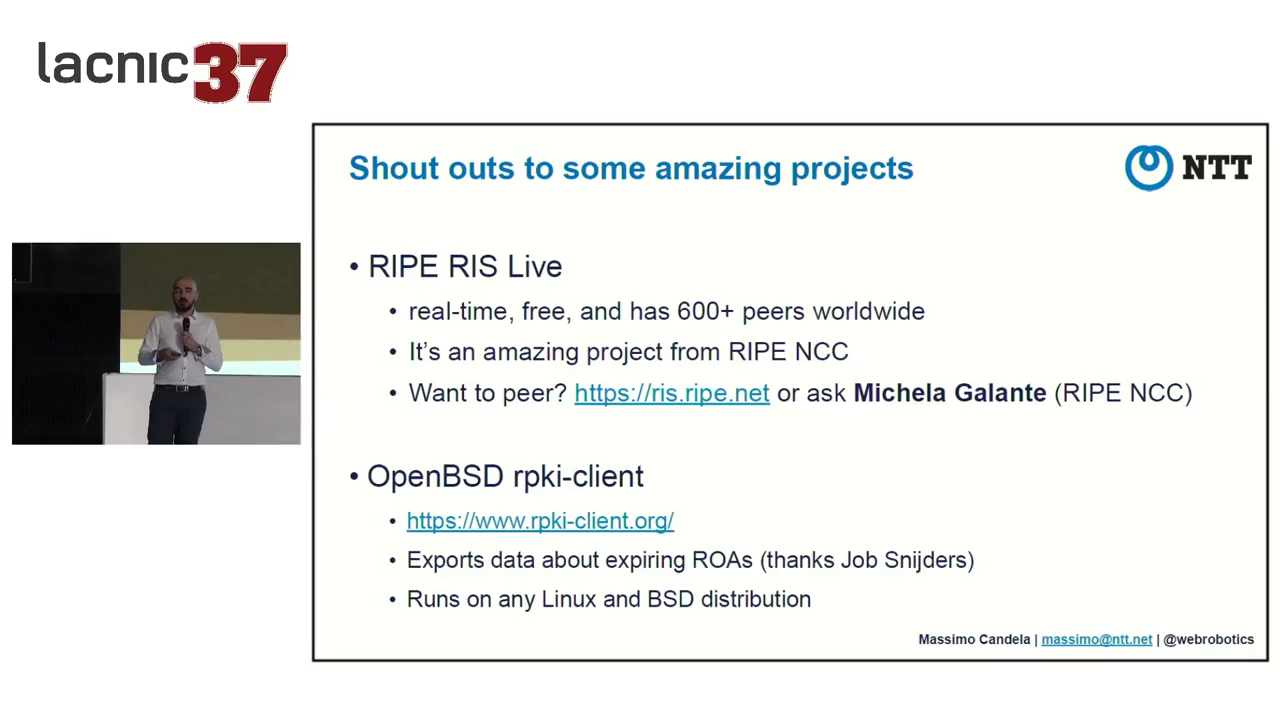 lacnic 37
Shout outs to some amazing projects
NTT
• RIPE RIS Live
• real-time, free, and has 600+ peers worldwide
• It's an amazing project from RIPE NCC
• Want to peer? https://ris.ripe.net or ask Michela Galante (RIPE NCC)
• OpenBSD rpki-client
• https://www.rpki-client.org/
• Exports data about expiring ROAs (thanks Job Snijders)
• Runs on any Linux and BSD distribution
Massimo Candela | massimo@ntt.net | @webrobotics